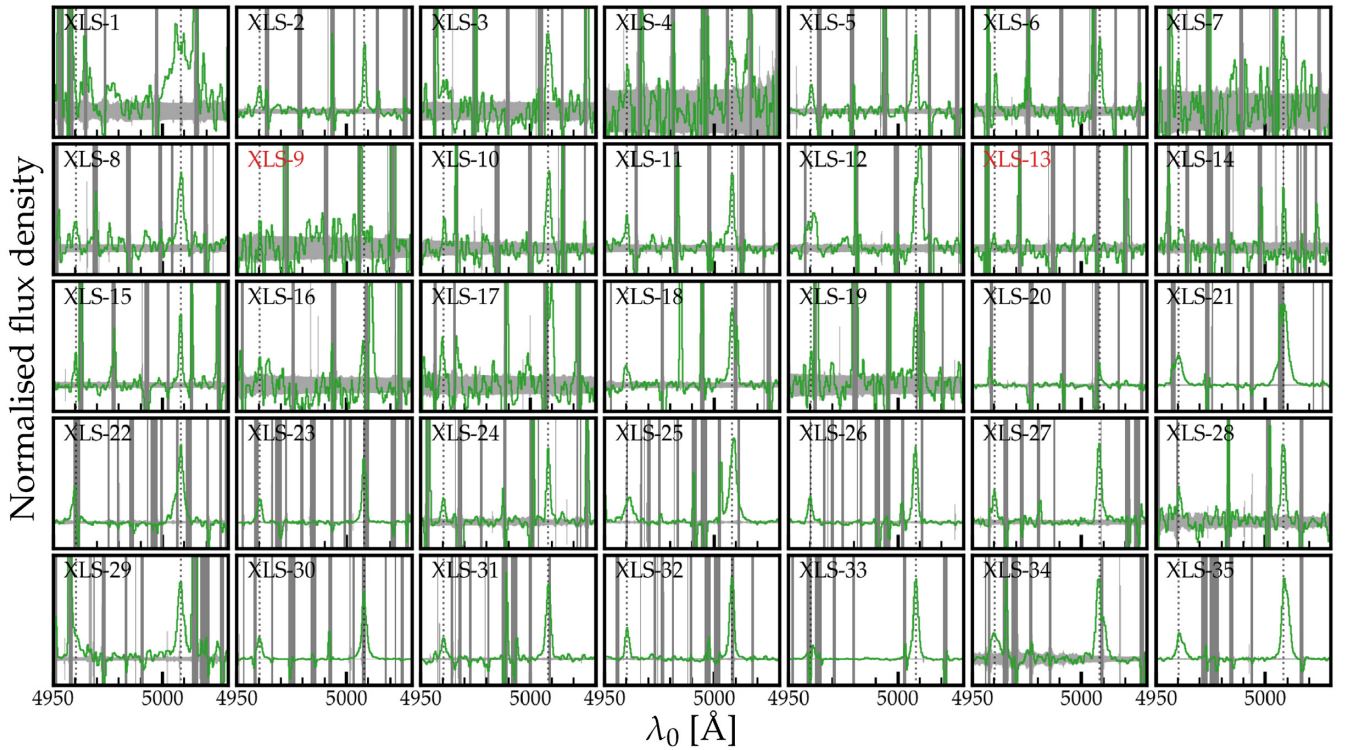 XLS-1 XLS-2 XLS-3 XLS-4 XLS-5 XLS-6 XLS-7
XLS-8 XLS-9 XLS-10 XLS-11 XLS-12 XLS-13 XLS-14
XLS-15 XLS-16 XLS-17 XLS-18 XLS-19 XLS-20 XLS-21
XLS-22 XLS-23 XLS-24 XLS-25 XLS-26 XLS-27 XLS-28
XLS-29 XLS-30 XLS-31 XLS-32 XLS-33 XLS-34 XLS-35
Normalised flux density
4950 5000 4950 5000 4950 5000 4950 5000 4950 5000 4950 5000 4950 5000
λ₀ [Å]